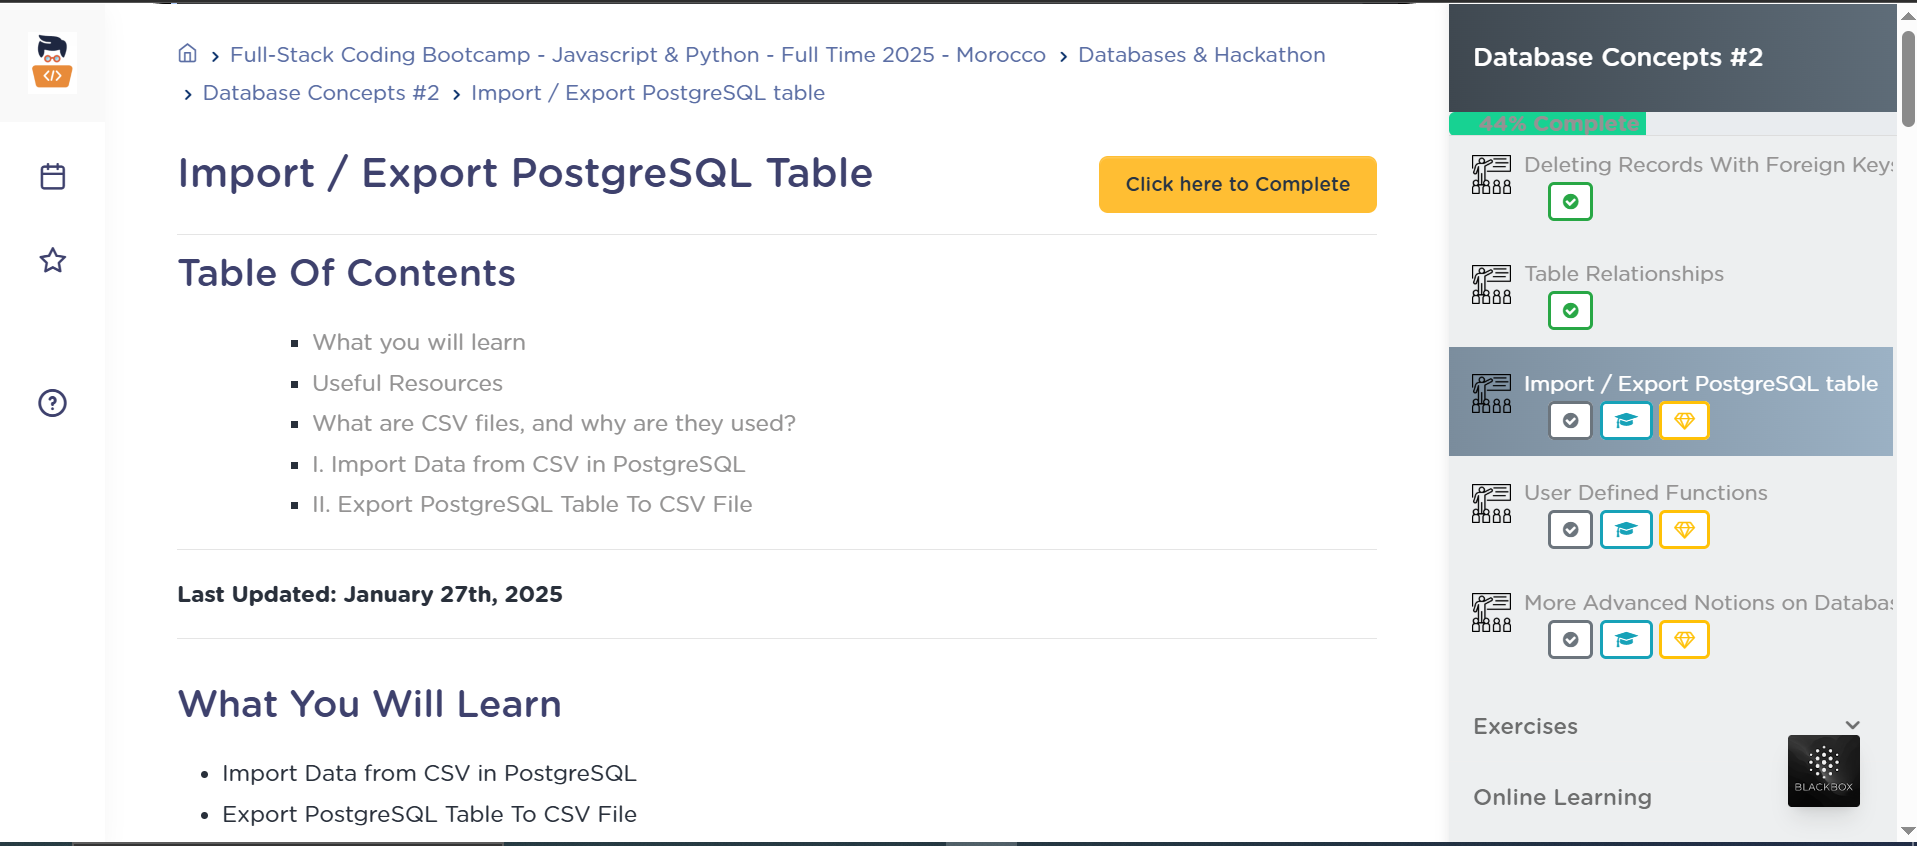 Full-Stack Coding Bootcamp - Javascript & Python - Full Time 2025 - Morocco › Databases & Hackathon
› Database Concepts #2 › Import / Export PostgreSQL table
Import / Export PostgreSQL Table
Click here to Complete
Table Of Contents
What you will learn
Useful Resources
What are CSV files, and why are they used?
I. Import Data from CSV in PostgreSQL
II. Export PostgreSQL Table To CSV File
Last Updated: January 27th, 2025
What You Will Learn
Import Data from CSV in PostgreSQL
Export PostgreSQL Table To CSV File
Database Concepts #2
44% Complete
Deleting Records With Foreign Keys
Table Relationships
Import / Export PostgreSQL table
User Defined Functions
More Advanced Notions on Databas
Exercises
BLACKBOX
Online Learning